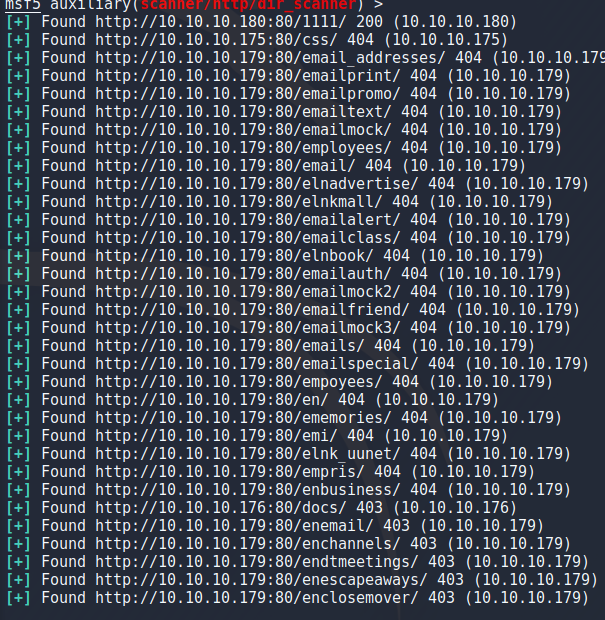 msf5 auxiliary(scanner/http/dir_scanner) >
[+] Found http://10.10.10.180:80/1111/ 200 (10.10.10.180)
[+] Found http://10.10.10.175:80/css/ 404 (10.10.10.175)
[+] Found http://10.10.10.179:80/email_addresses/ 404 (10.10.10.179
[+] Found http://10.10.10.179:80/emailprint/ 404 (10.10.10.179)
[+] Found http://10.10.10.179:80/emailpromo/ 404 (10.10.10.179)
[+] Found http://10.10.10.179:80/emailtext/ 404 (10.10.10.179)
[+] Found http://10.10.10.179:80/emailmock/ 404 (10.10.10.179)
[+] Found http://10.10.10.179:80/employees/ 404 (10.10.10.179)
[+] Found http://10.10.10.179:80/email/ 404 (10.10.10.179)
[+] Found http://10.10.10.179:80/elnadvertise/ 404 (10.10.10.179)
[+] Found http://10.10.10.179:80/elnkmall/ 404 (10.10.10.179)
[+] Found http://10.10.10.179:80/emailalert/ 404 (10.10.10.179)
[+] Found http://10.10.10.179:80/emailclass/ 404 (10.10.10.179)
[+] Found http://10.10.10.179:80/elnbook/ 404 (10.10.10.179)
[+] Found http://10.10.10.179:80/emailauth/ 404 (10.10.10.179)
[+] Found http://10.10.10.179:80/emailmock2/ 404 (10.10.10.179)
[+] Found http://10.10.10.179:80/emailfriend/ 404 (10.10.10.179)
[+] Found http://10.10.10.179:80/emailmock3/ 404 (10.10.10.179)
[+] Found http://10.10.10.179:80/emails/ 404 (10.10.10.179)
[+] Found http://10.10.10.179:80/emailspecial/ 404 (10.10.10.179)
[+] Found http://10.10.10.179:80/empoyees/ 404 (10.10.10.179)
[+] Found http://10.10.10.179:80/en/ 404 (10.10.10.179)
[+] Found http://10.10.10.179:80/ememories/ 404 (10.10.10.179)
[+] Found http://10.10.10.179:80/emi/ 404 (10.10.10.179)
[+] Found http://10.10.10.179:80/elnk_uunet/ 404 (10.10.10.179)
[+] Found http://10.10.10.179:80/empris/ 404 (10.10.10.179)
[+] Found http://10.10.10.179:80/enbusiness/ 404 (10.10.10.179)
[+] Found http://10.10.10.176:80/docs/ 403 (10.10.10.176)
[+] Found http://10.10.10.179:80/enemail/ 403 (10.10.10.179)
[+] Found http://10.10.10.179:80/enchannels/ 403 (10.10.10.179)
[+] Found http://10.10.10.179:80/endtmeetings/ 403 (10.10.10.179)
[+] Found http://10.10.10.179:80/enescapeaways/ 403 (10.10.10.179)
[+] Found http://10.10.10.179:80/enclosemover/ 403 (10.10.10.179)